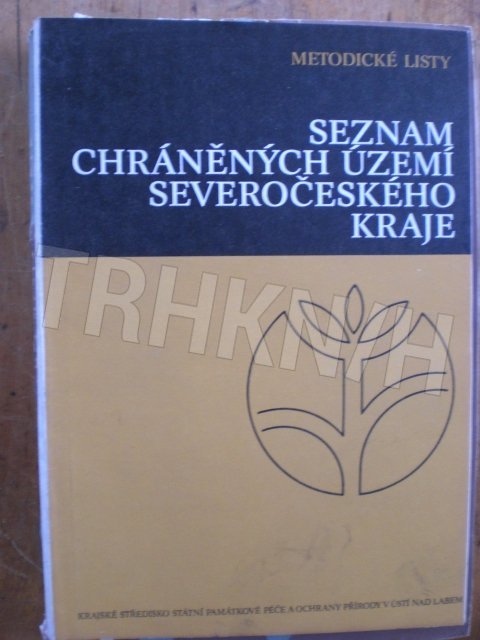 METODICKÉ LISTY
SEZNAM
CHRÁNĚNÝCH ÚZEMÍ
SEVEROČESKÉHO
KRAJE
TRHKNIH
KRAJSKÉ STŘEDISKO STÁTNÍ PAMÁTKOVÉ PÉČE A OCHRANY PŘÍRODY V ÚSTÍ NAD LABEM